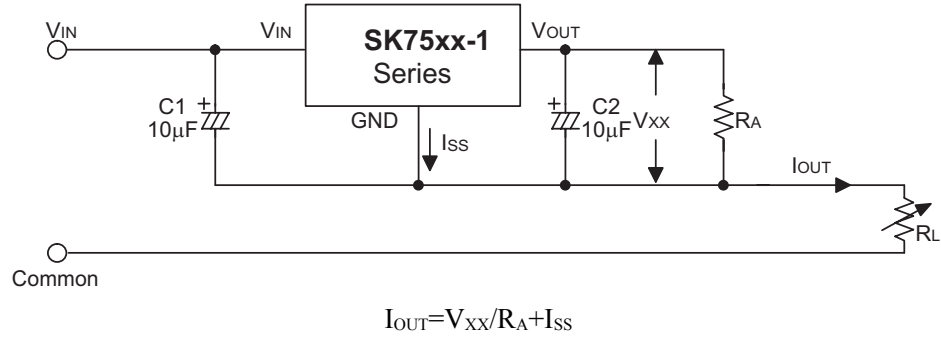 VIN
VIN
SK75xx-1
Series
VOUT
C1
10μF
+
GND
ISS
+
C2
10μF
VXX
RA
IOUT
RL
Common
IOUT=VXX/RA+ISS